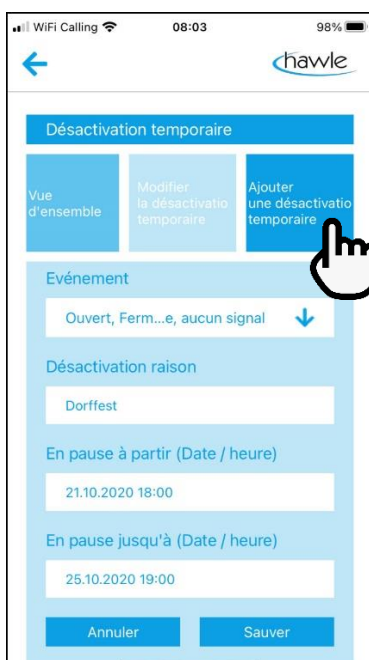 WiFi Calling 08:03 98%
hawle
Désactivation temporaire
Vue
d'ensemble
Modifier
la désactivatio
temporaire
Ajouter
une désactivatio
temporaire
Evénement
Ouvert, Ferm...e, aucun signal
Désactivation raison
Dorffest
En pause à partir (Date / heure)
21.10.2020 18:00
En pause jusqu'à (Date / heure)
25.10.2020 19:00
Annuler Sauver